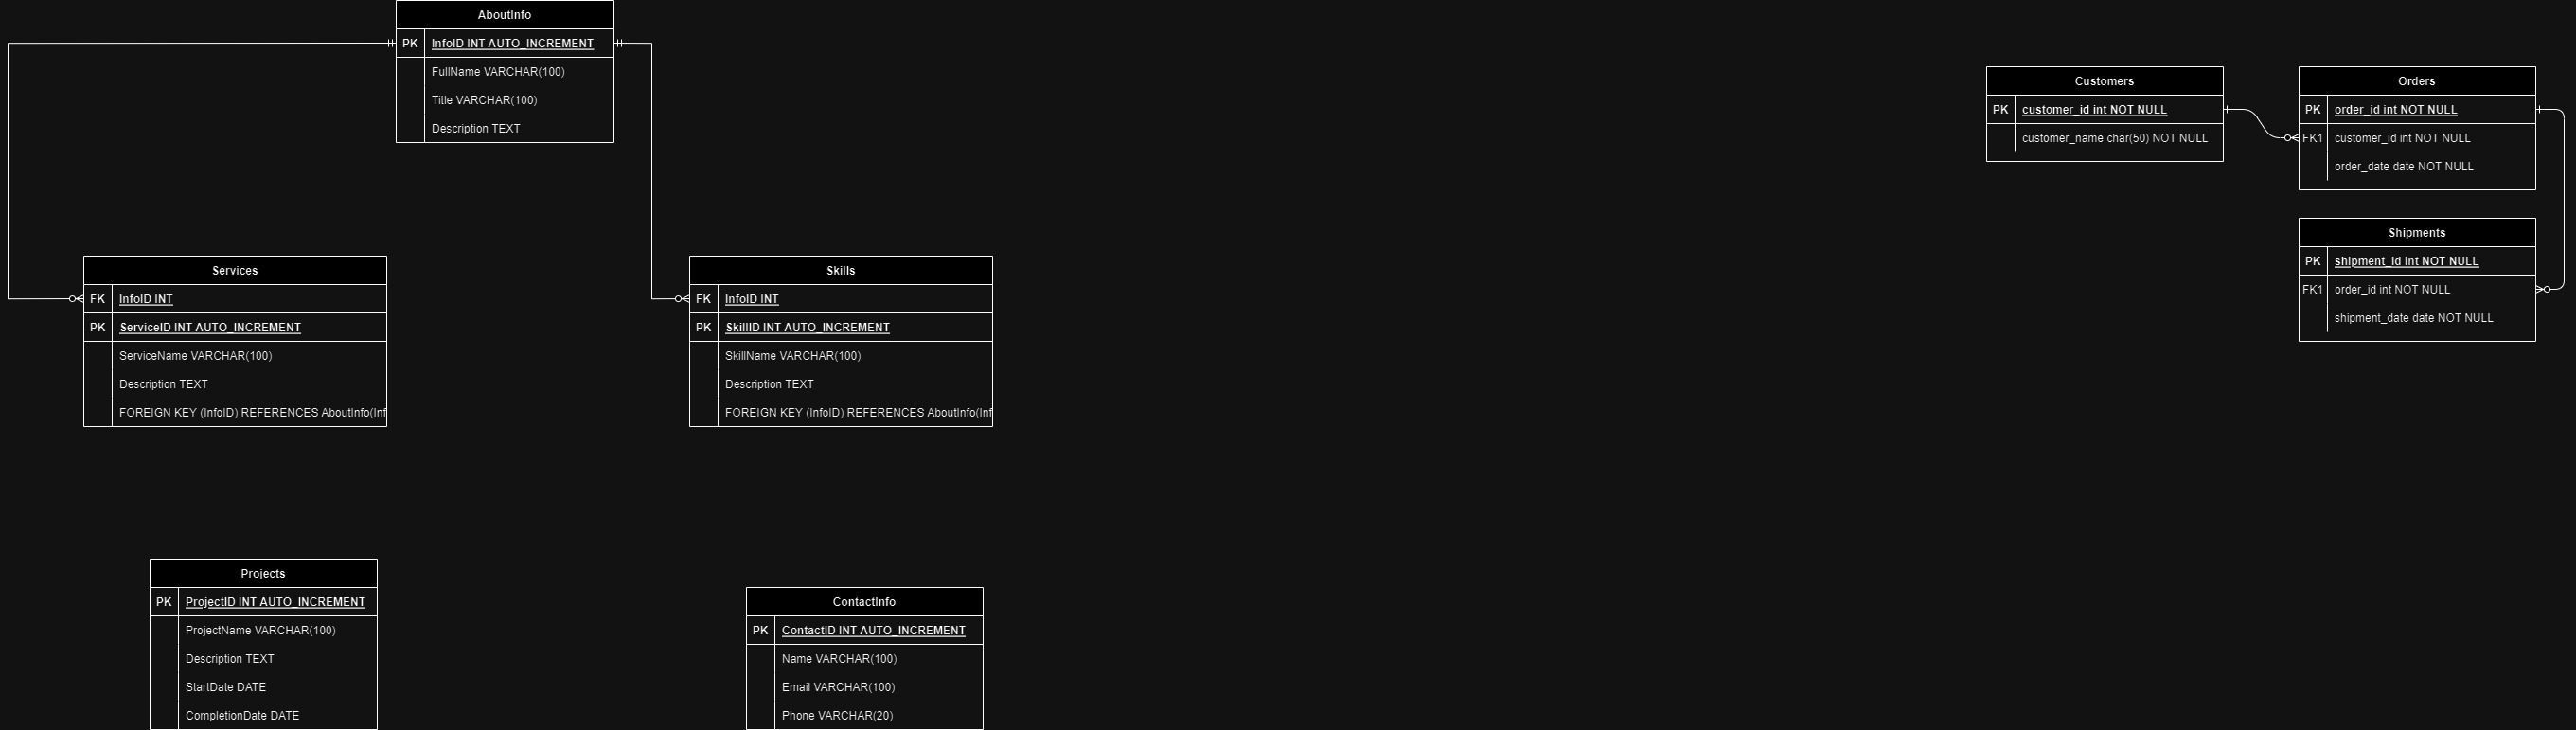 AboutInfo
PK InfoID INT AUTO_INCREMENT
FullName VARCHAR(100)
Title VARCHAR(100)
Description TEXT
Customers
PK customer_id int NOT NULL
customer_name char(50) NOT NULL
Orders
PK order_id int NOT NULL
FK1 customer_id int NOT NULL
order_date date NOT NULL
Shipments
PK shipment_id int NOT NULL
FK1 order_id int NOT NULL
shipment_date date NOT NULL
Services
FK InfoID INT
PK ServiceID INT AUTO_INCREMENT
ServiceName VARCHAR(100)
Description TEXT
FOREIGN KEY (InfoID) REFERENCES AboutInfo(Inf
Skills
FK InfoID INT
PK SkillID INT AUTO_INCREMENT
SkillName VARCHAR(100)
Description TEXT
FOREIGN KEY (InfoID) REFERENCES AboutInfo(Inf
Projects
PK ProjectID INT AUTO_INCREMENT
ProjectName VARCHAR(100)
Description TEXT
StartDate DATE
CompletionDate DATE
ContactInfo
PK ContactID INT AUTO_INCREMENT
Name VARCHAR(100)
Email VARCHAR(100)
Phone VARCHAR(20)